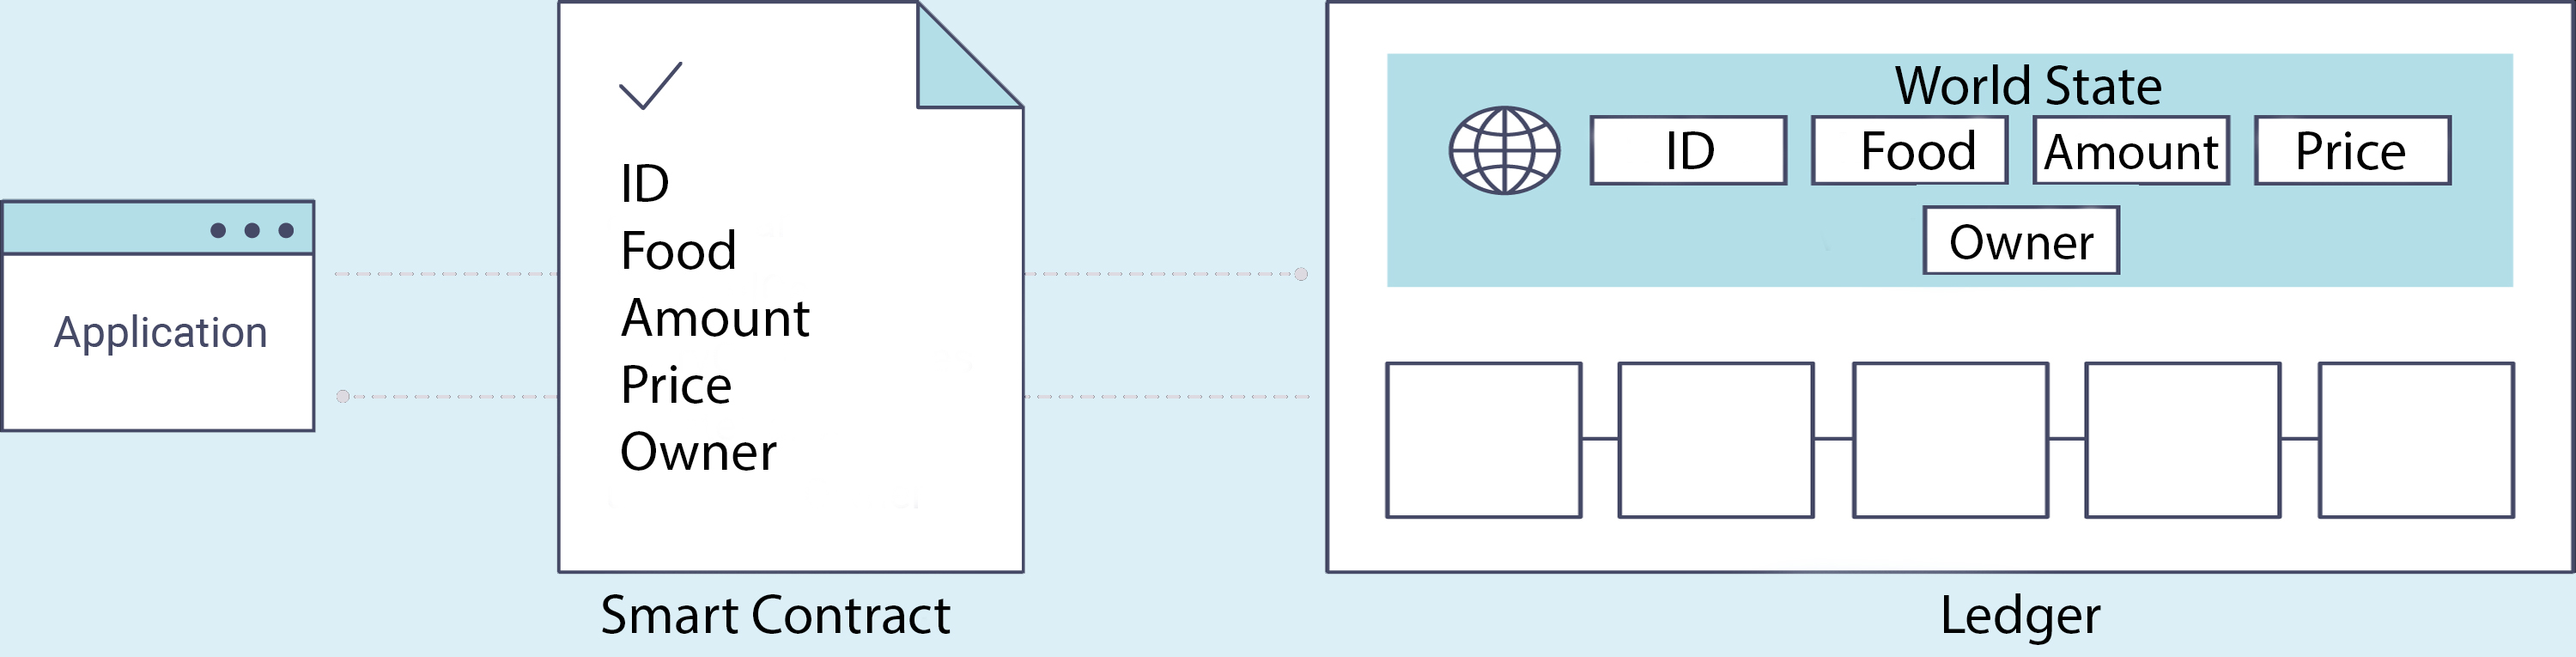 Application
ID
Food
Amount
Price
Owner
Smart Contract
World State
ID Food Amount Price
Owner
Ledger